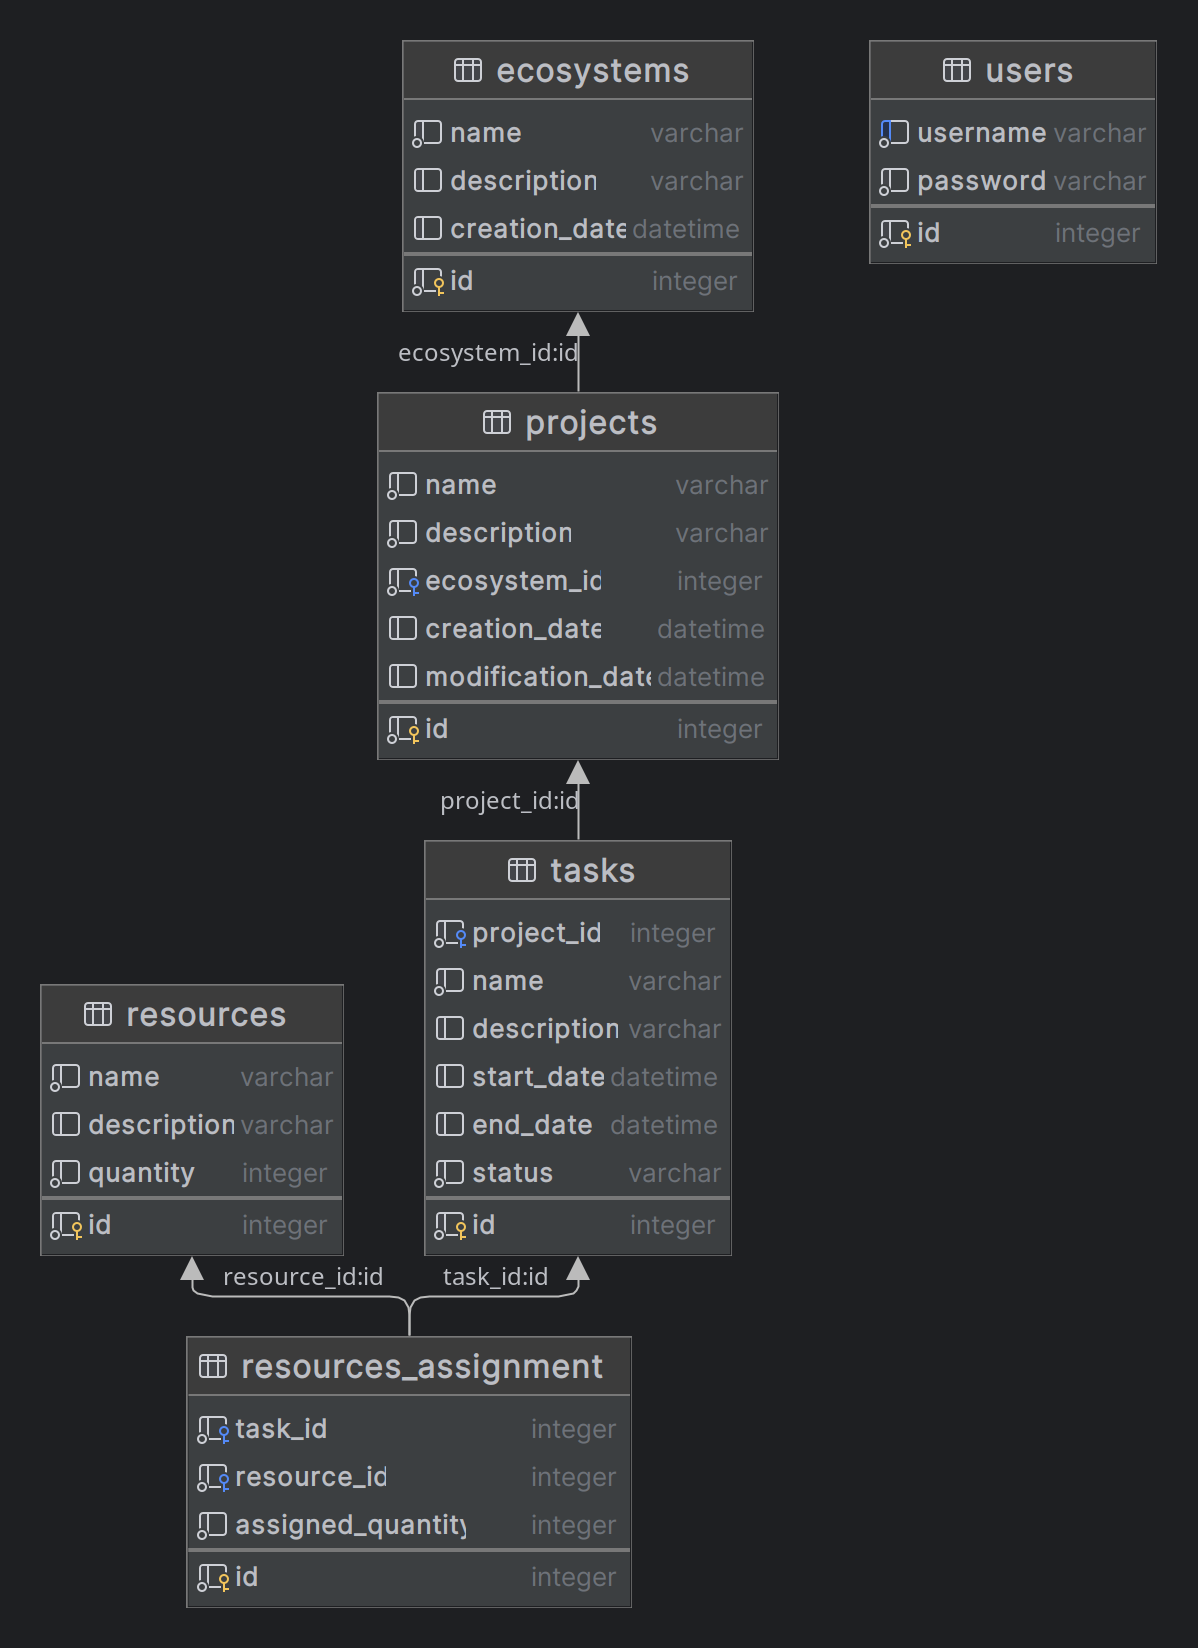 ecosystems
name varchar
description varchar
creation_date datetime
id integer
users
username varchar
password varchar
id integer
ecosystem_id:id
projects
name varchar
description varchar
ecosystem_id integer
creation_date datetime
modification_date datetime
id integer
project_id:id
tasks
project_id integer
name varchar
description varchar
start_date datetime
end_date datetime
status varchar
id integer
resources
name varchar
description varchar
quantity integer
id integer
resource_id:id
task_id:id
resources_assignment
task_id integer
resource_id integer
assigned_quantity integer
id integer